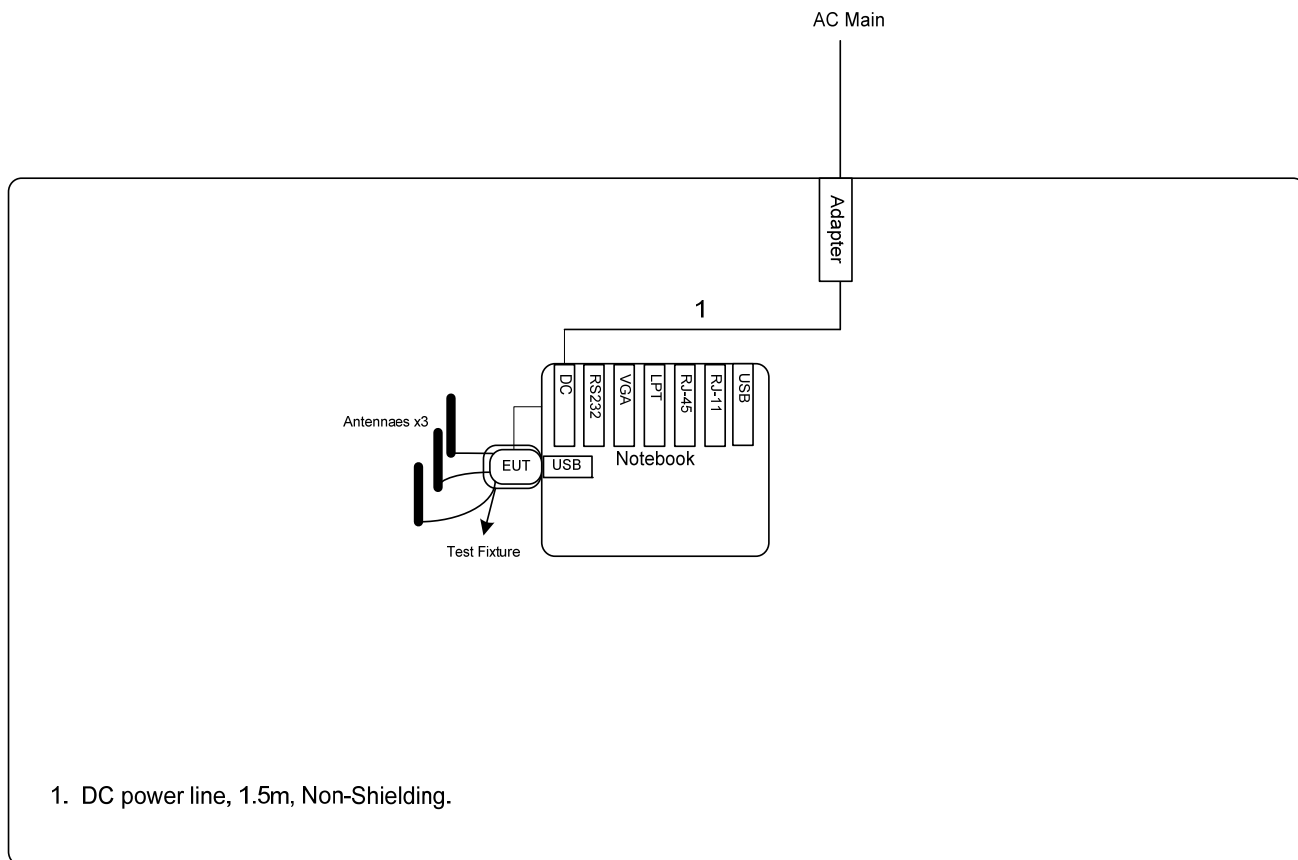 AC Main
Adapter
1
DC
RS232
VGA
LPT
RJ-45
RJ-11
USB
Antennaes x3
EUT
USB
Notebook
Test Fixture
1. DC power line, 1.5m, Non-Shielding.